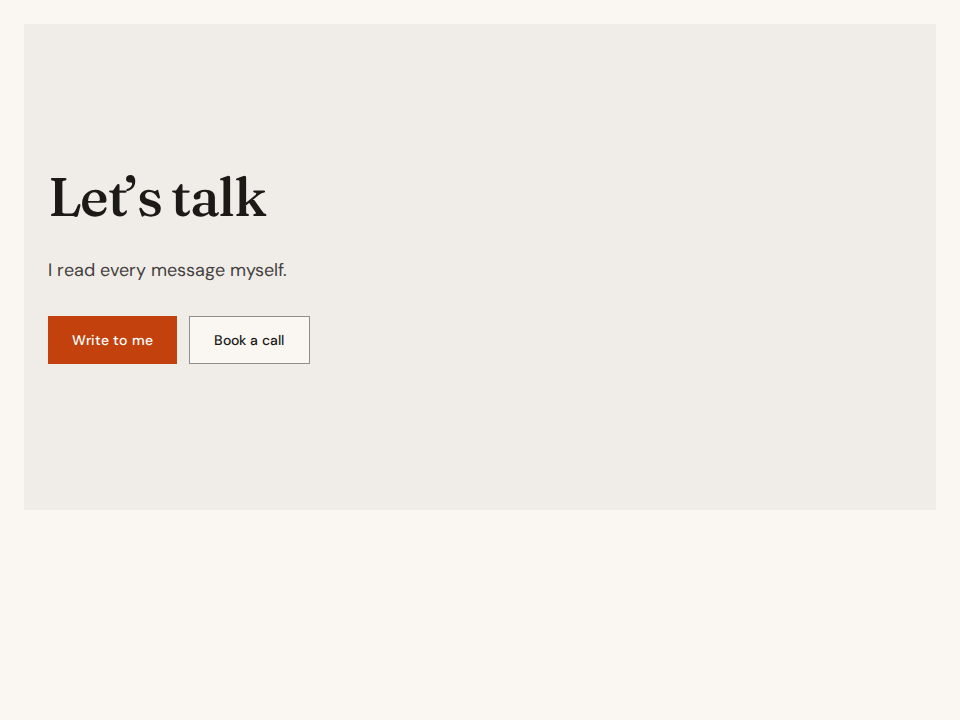 Let’s talk
I read every message myself.
Write to me
Book a call